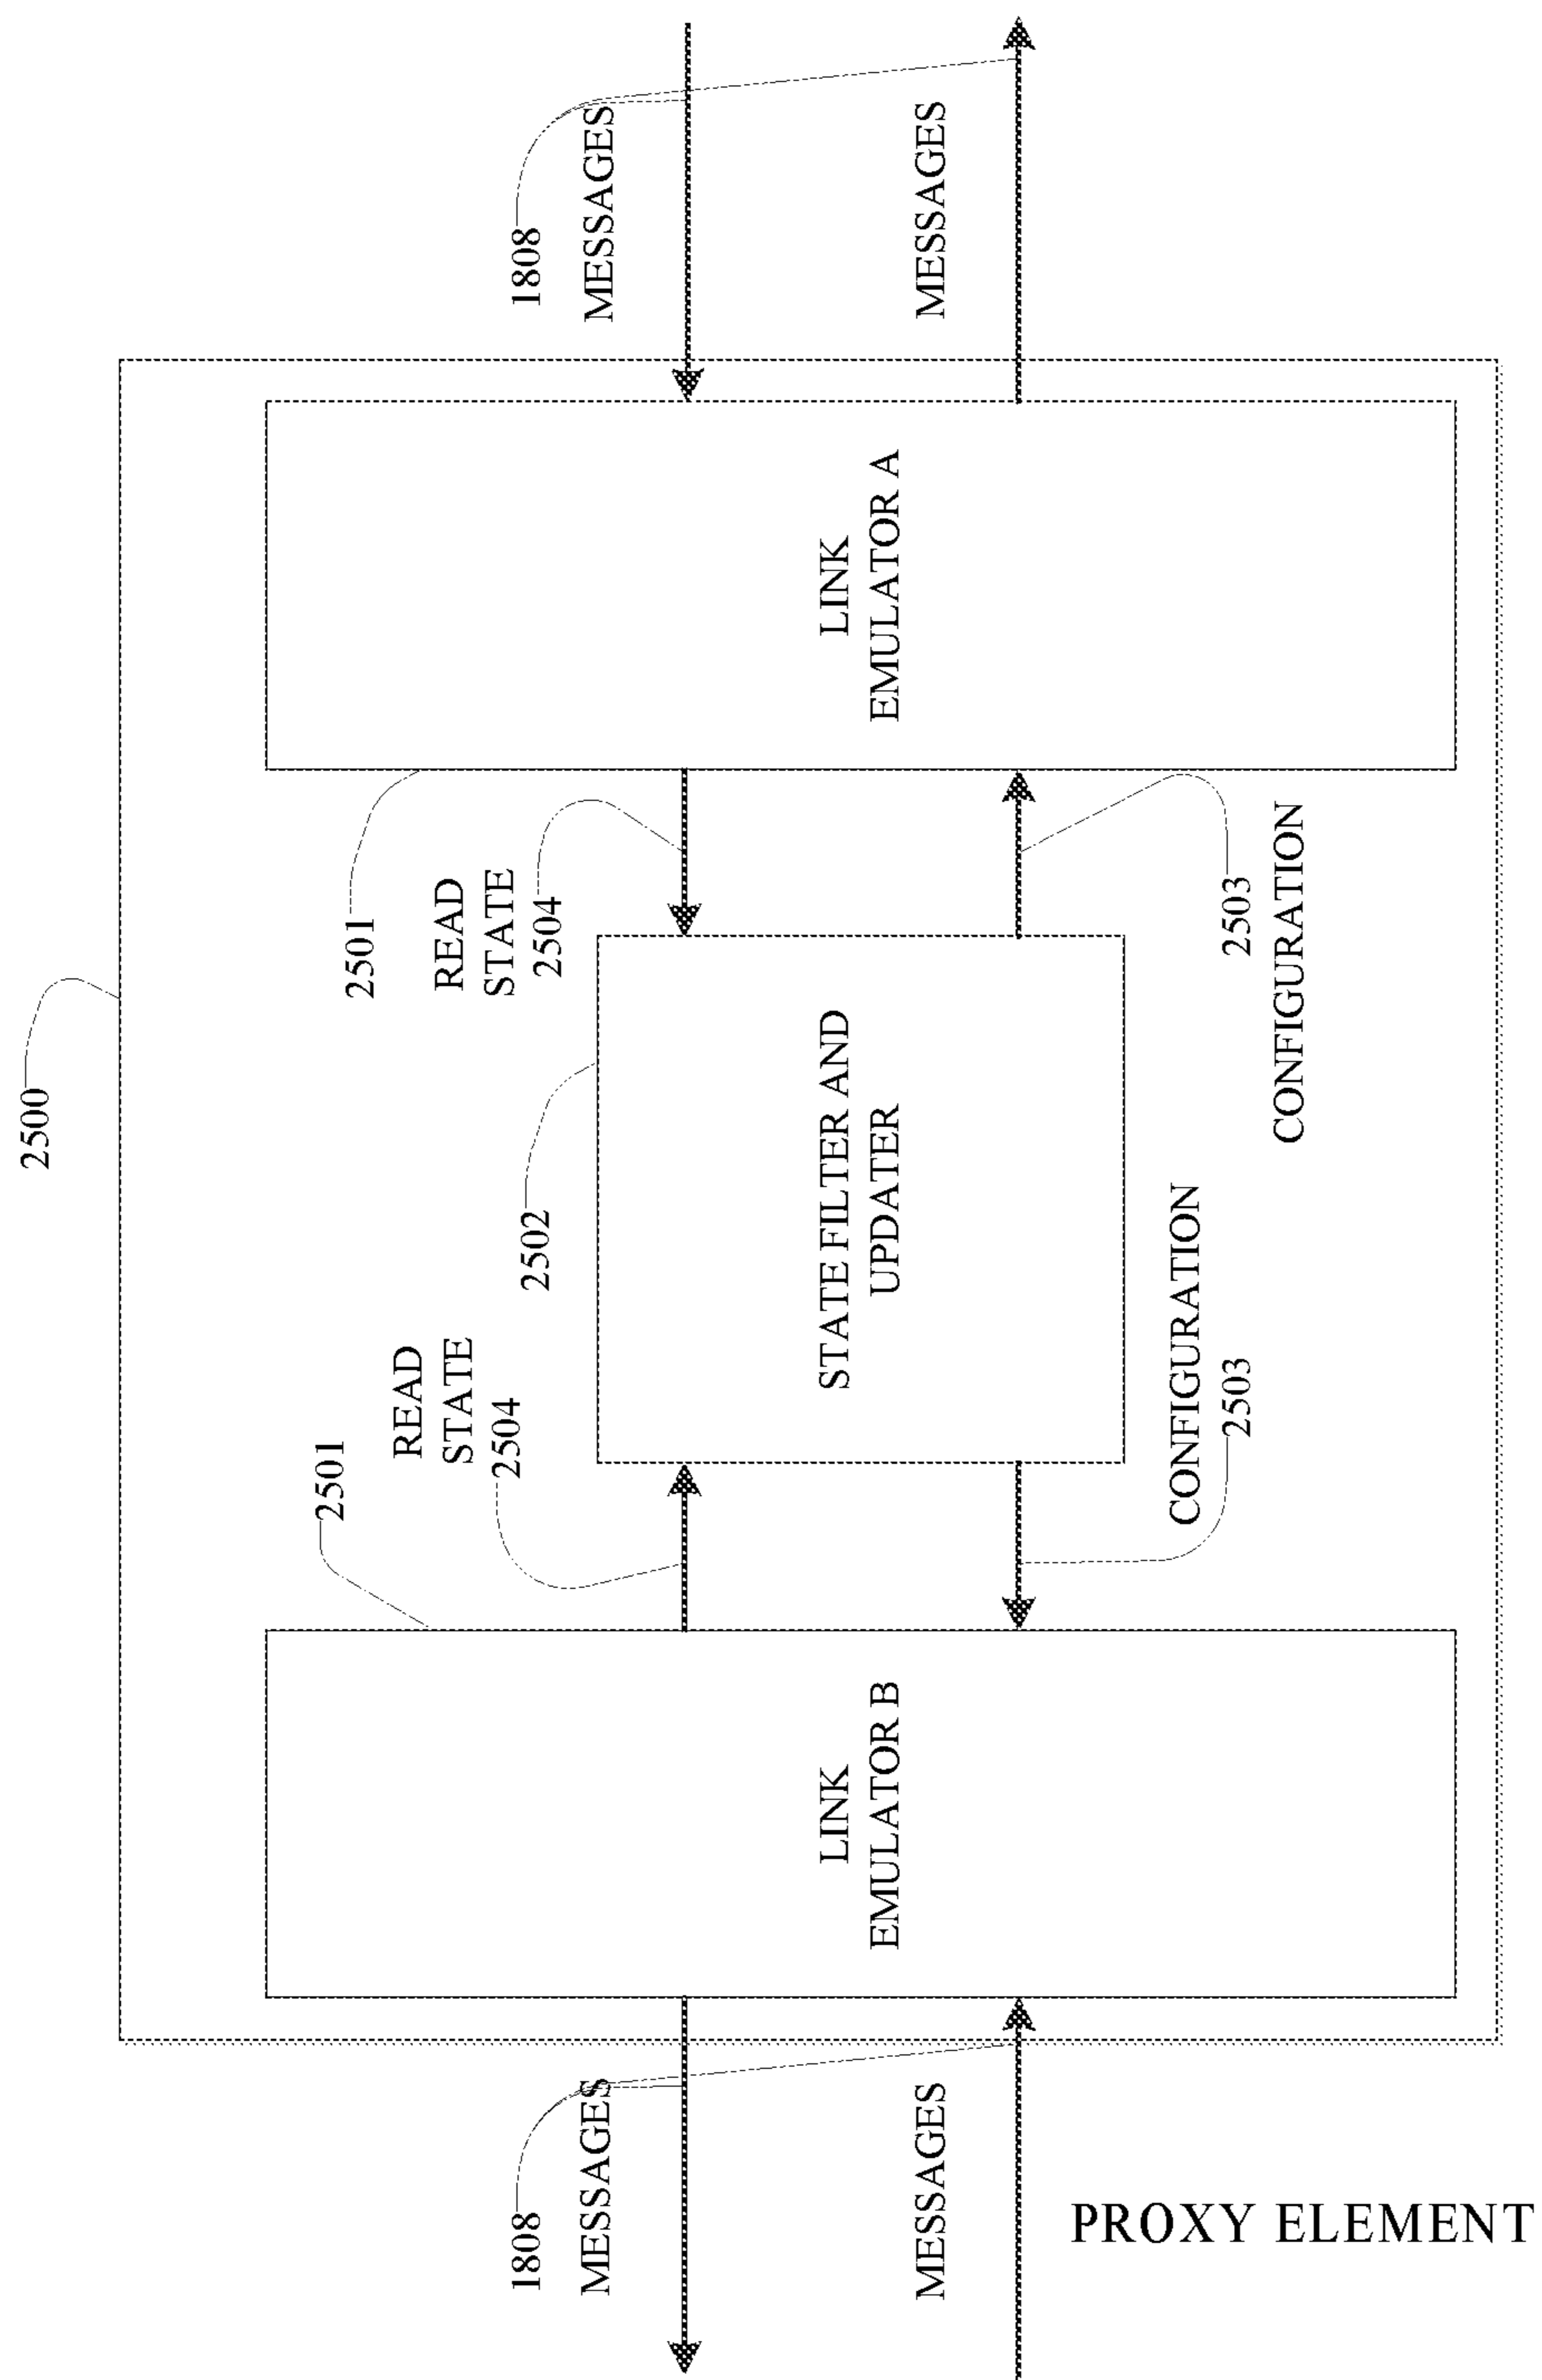 2500
1808
MESSAGES
MESSAGES
2501
LINK
EMULATOR B
READ
STATE
2504
CONFIGURATION
2503
2502
STATE FILTER AND
UPDATER
READ
STATE
2504
2503
CONFIGURATION
2501
LINK
EMULATOR A
1808
MESSAGES
MESSAGES
PROXY ELEMENT